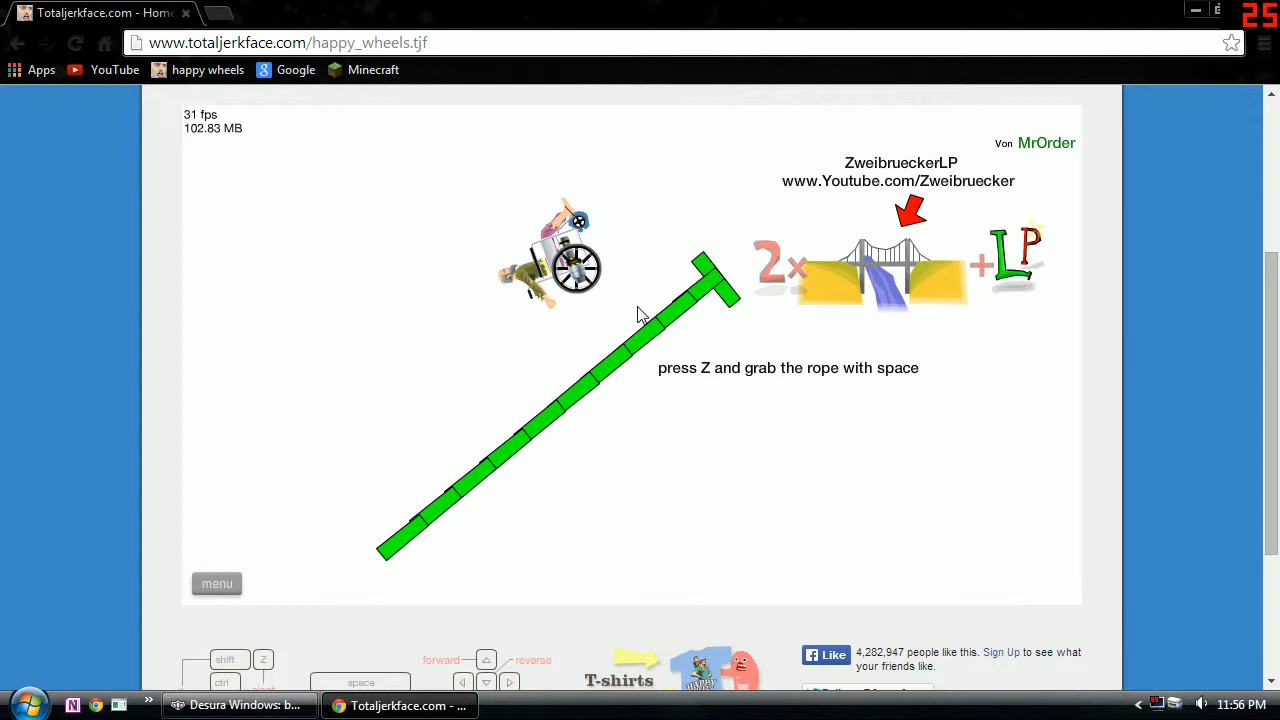 Totaljerkface.com - Home
25
www.totaljerkface.com/happy_wheels.tjf
Apps YouTube happy wheels Google Minecraft
31 fps
102.83 MB
Von MrOrder
ZweibrueckerLP
www.Youtube.com/Zweibruecker
2x + LP
press Z and grab the rope with space
menu
shift Z forward reverse
ctrl space
T-shirts
Like 4,282,947 people like this. Sign Up to see what
your friends like.
Desura Windows: b... Totaljerkface.com - ... 11:56 PM